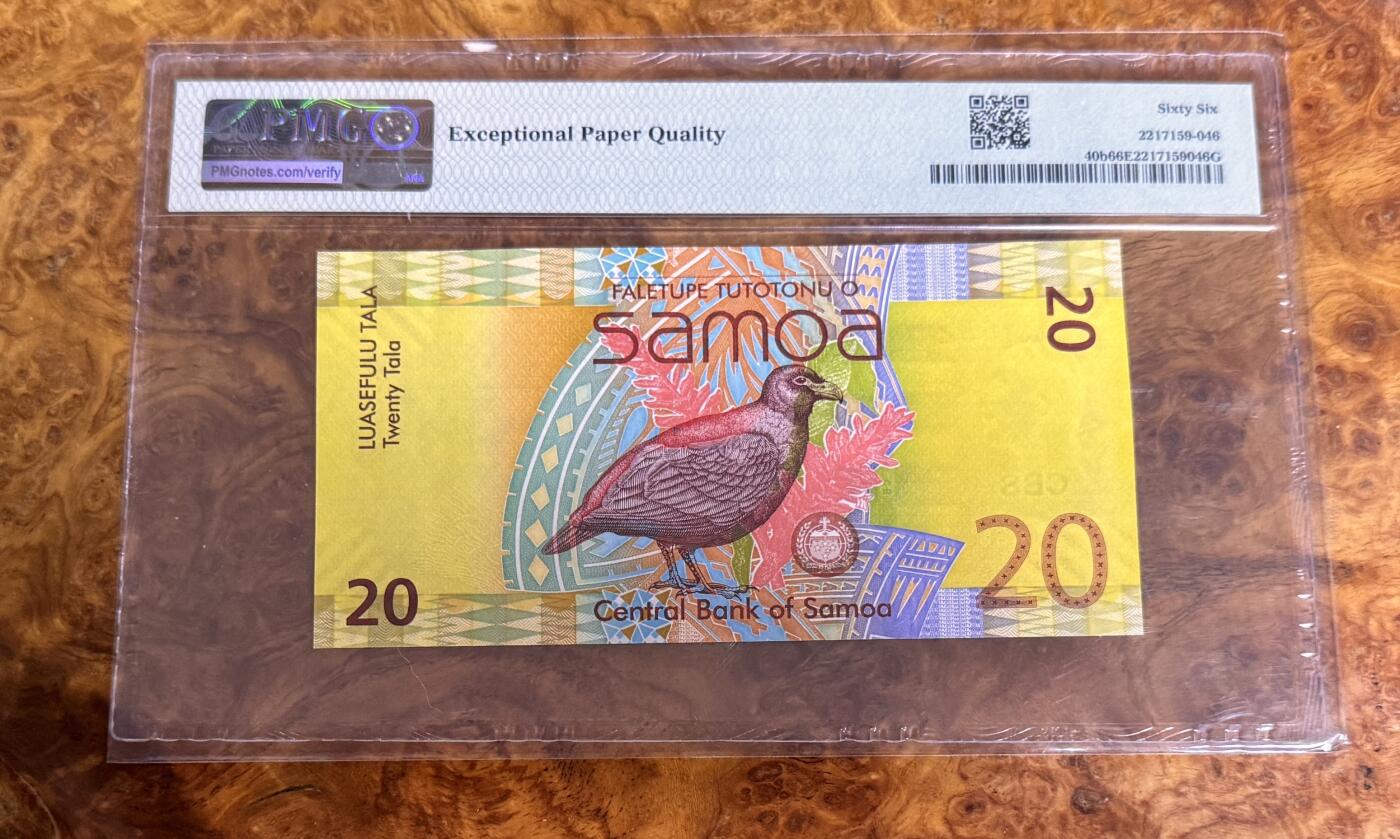 PMG
PMGnotes.com/verify
Exceptional Paper Quality
Sixty Six
2217159-046
40b66E2217159046G
FALETUPE TUTOTONU O
samoa
LUASEFULU TALA
Twenty Tala
20
20
20
Central Bank of Samoa